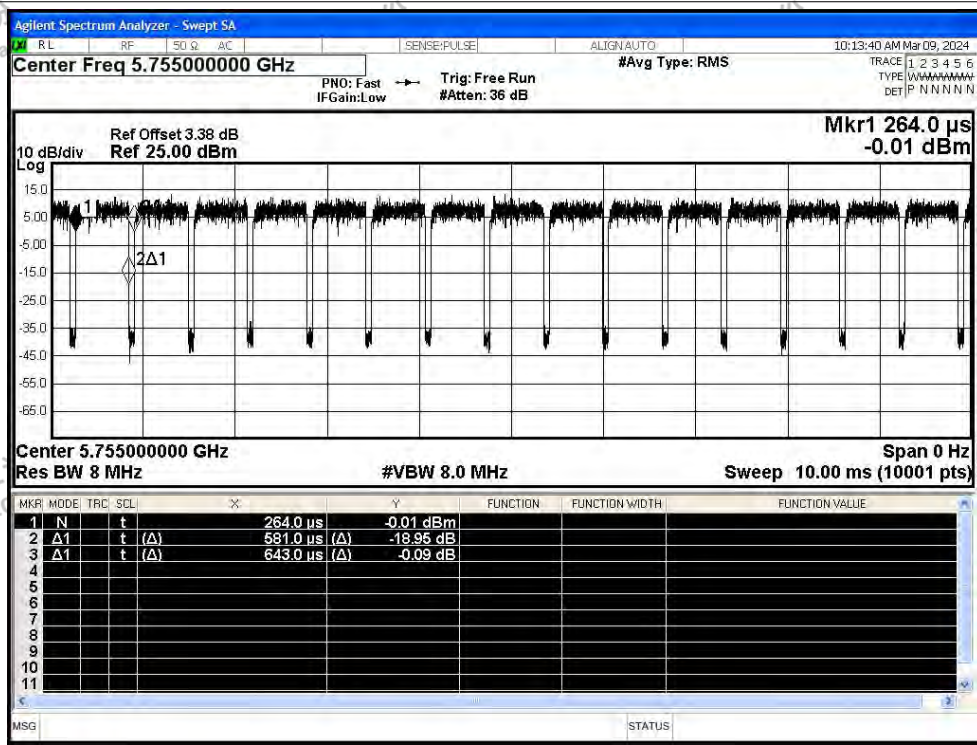 Agilent Spectrum Analyzer - Swept SA
RL RF 50 Ω AC SENSE:PULSE ALIGN AUTO 10:13:40 AM Mar 09, 2024
Center Freq 5.755000000 GHz
PNO: Fast
IFGain:Low
Trig: Free Run
#Atten: 36 dB
#Avg Type: RMS
TRACE 1 2 3 4 5 6
TYPE
DET P N N N N N
Mkr1 264.0 µs
-0.01 dBm
Ref Offset 3.38 dB
10 dB/div Ref 25.00 dBm
Log
15.0
5.00
-5.00
-15.0
-25.0
-35.0
-45.0
-55.0
-65.0
1
2Δ1
Center 5.755000000 GHz Span 0 Hz
Res BW 8 MHz #VBW 8.0 MHz Sweep 10.00 ms (10001 pts)
MKR MODE TRC SCL X Y FUNCTION FUNCTION WIDTH FUNCTION VALUE
1 N t 264.0 µs -0.01 dBm
2 Δ1 t (Δ) 581.0 µs (Δ) -18.95 dB
3 Δ1 t (Δ) 643.0 µs (Δ) -0.09 dB
4
5
6
7
8
9
10
11
MSG STATUS